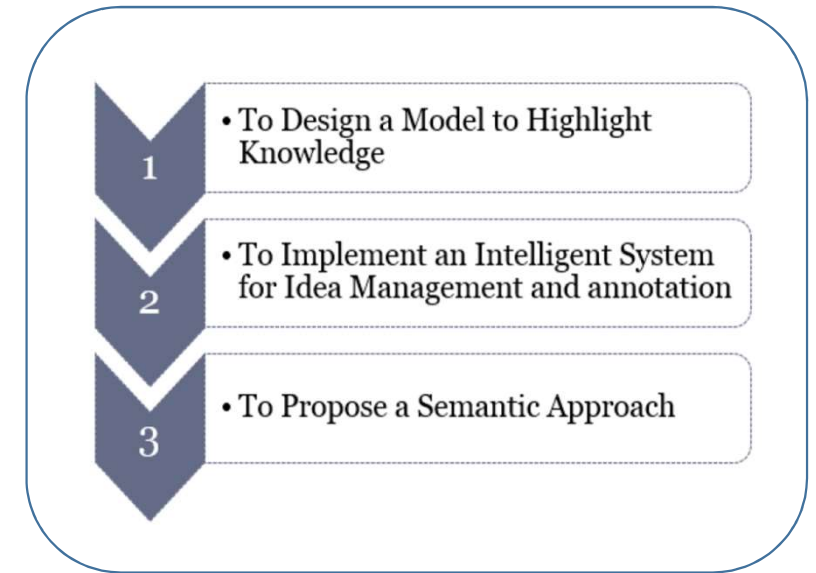 1
• To Design a Model to Highlight
Knowledge
2
• To Implement an Intelligent System
for Idea Management and annotation
3
• To Propose a Semantic Approach